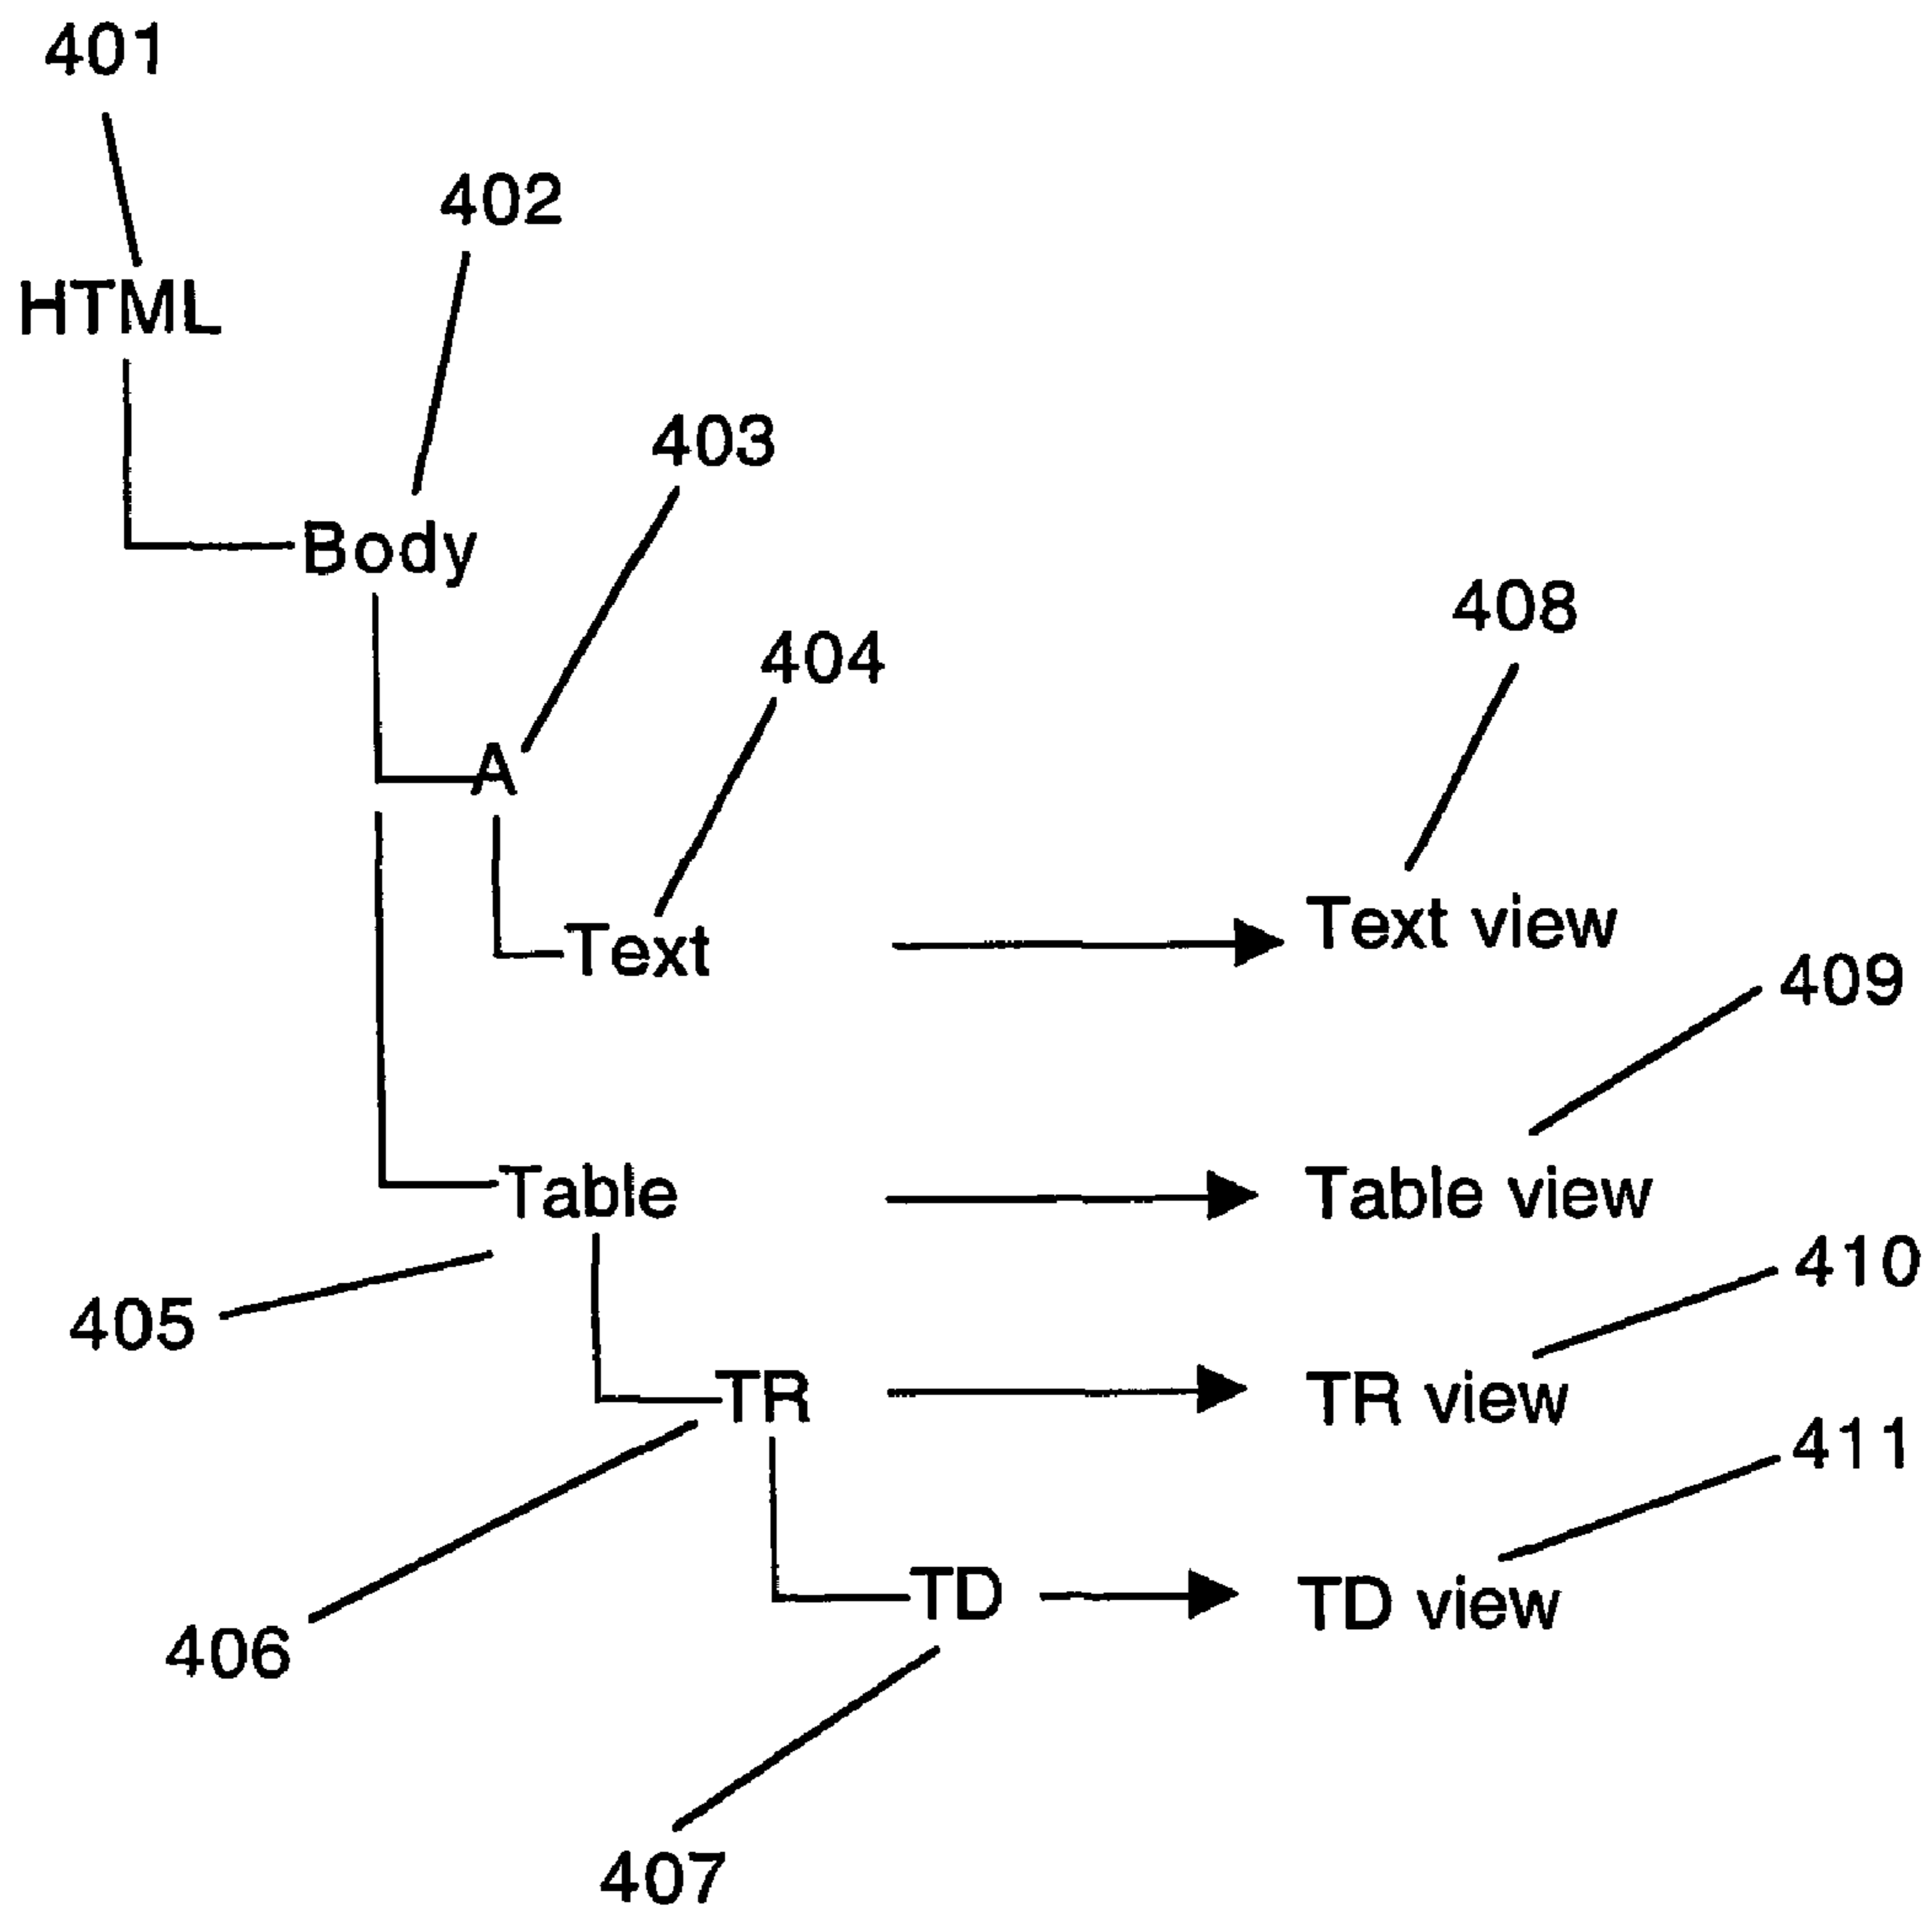 401
402
HTML
403
Body
408
404
A
Text view
Text
409
Table
Table view
410
405
TR
TR view
411
TD
TD view
406
407